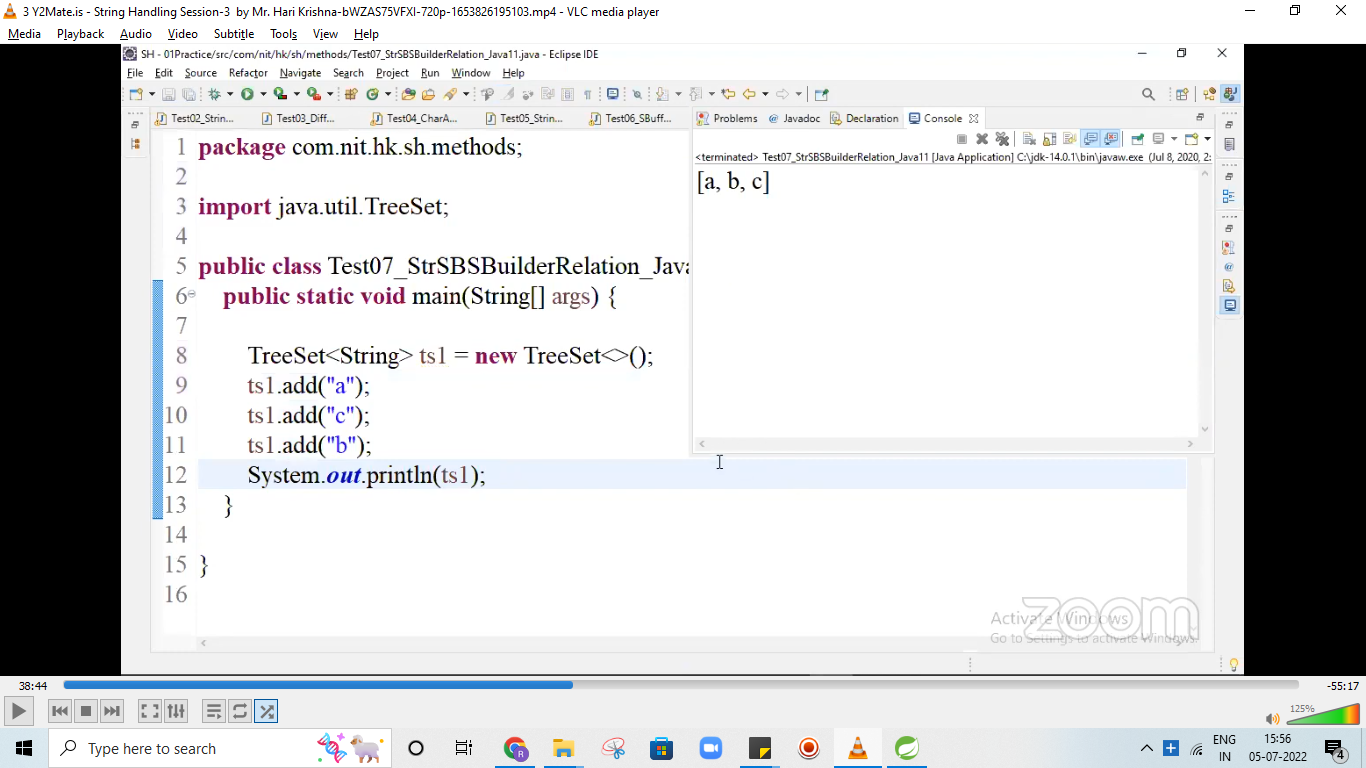 3 Y2Mate.is - String Handling Session-3 by Mr. Hari Krishna-bWZAS75VFXI-720p-1653826195103.mp4 - VLC media player
Media Playback Audio Video Subtitle Tools View Help
SH - 01Practice/src/com/nit/hk/sh/methods/Test07_StrSBSBuilderRelation_Java11.java - Eclipse IDE
File Edit Source Refactor Navigate Search Project Run Window Help
Test02_Strin... Test03_Diff... Test04_CharA... Test05_Strin... Test06_SBuff...
Problems Javadoc Declaration Console
<terminated> Test07_StrSBSBuilderRelation_Java11 [Java Application] C:\jdk-14.0.1\bin\javaw.exe (Jul 8, 2020, 2:
[a, b, c]
1 package com.nit.hk.sh.methods;
2
3 import java.util.TreeSet;
4
5 public class Test07_StrSBSBuilderRelation_Java
6 public static void main(String[] args) {
7
8 TreeSet<String> ts1 = new TreeSet<>();
9 ts1.add("a");
10 ts1.add("c");
11 ts1.add("b");
12 System.out.println(ts1);
13 }
14
15 }
16
zoom
Activate Windows
Go to Settings to activate Windows.
38:44 -55:17
125%
Type here to search
ENG
IN
15:56
05-07-2022
4